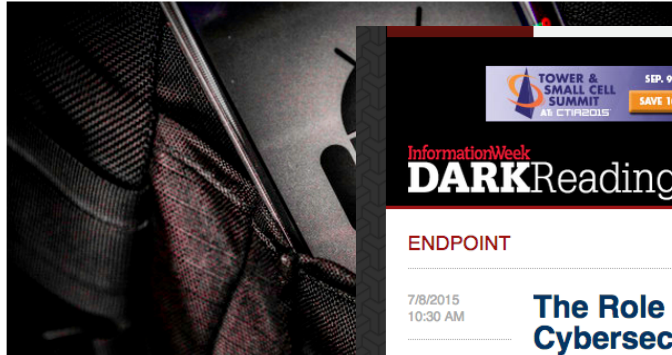 TOWER &
SMALL CELL
SUMMIT
AT: CTIA2015
SEP. 9
SAVE 1
InformationWeek
DARKReading
ENDPOINT
7/8/2015
10:30 AM
The Role
Cybersec